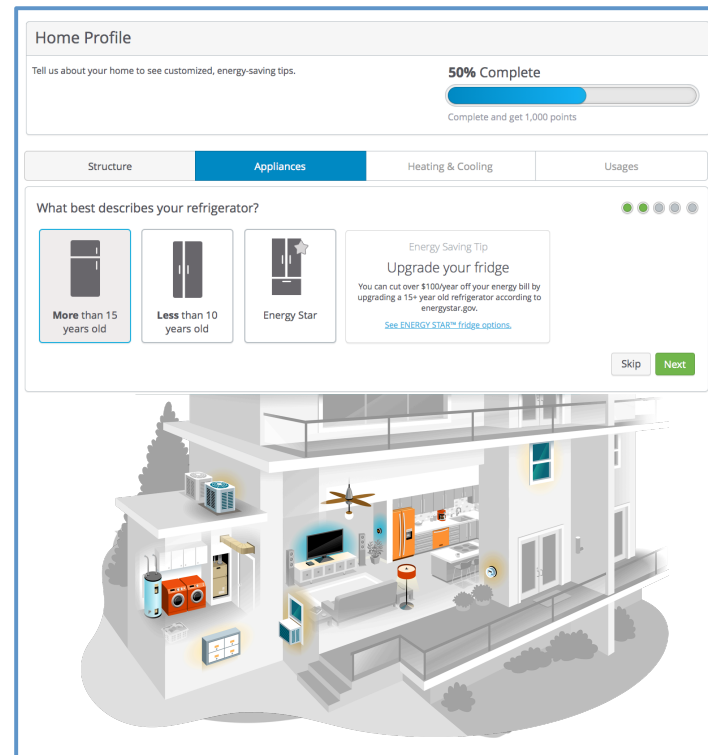 Home Profile
Tell us about your home to see customized, energy-saving tips.
50% Complete
Complete and get 1,000 points
Structure
Appliances
Heating & Cooling
Usages
What best describes your refrigerator?
More than 15
years old
Less than 10
years old
Energy Star
Energy Saving Tip
Upgrade your fridge
You can cut over $100/year off your energy bill by
upgrading a 15+ year old refrigerator according to
energystar.gov.
See ENERGY STAR™ fridge options.
Skip
Next